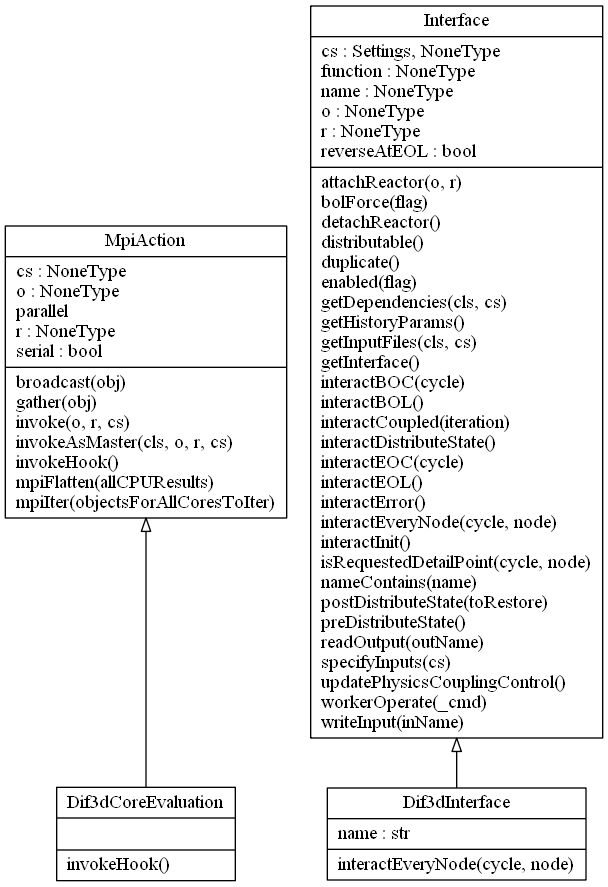 Interface
cs : Settings, NoneType
function : NoneType
name : NoneType
o : NoneType
r : NoneType
reverseAtEOL : bool
attachReactor(o, r)
bolForce(flag)
detachReactor()
distributable()
duplicate()
enabled(flag)
getDependencies(cls, cs)
getHistoryParams()
getInputFiles(cls, cs)
getInterface()
interactBOC(cycle)
interactBOL()
interactCoupled(iteration)
interactDistributeState()
interactEOC(cycle)
interactEOL()
interactError()
interactEveryNode(cycle, node)
interactInit()
isRequestedDetailPoint(cycle, node)
nameContains(name)
postDistributeState(toRestore)
preDistributeState()
readOutput(outName)
specifyInputs(cs)
updatePhysicsCouplingControl()
workerOperate(_cmd)
writeInput(inName)
MpiAction
cs : NoneType
o : NoneType
parallel
r : NoneType
serial : bool
broadcast(obj)
gather(obj)
invoke(o, r, cs)
invokeAsMaster(cls, o, r, cs)
invokeHook()
mpiFlatten(allCPUResults)
mpiIter(objectsForAllCoresToIter)
Dif3dCoreEvaluation
invokeHook()
Dif3dInterface
name : str
interactEveryNode(cycle, node)